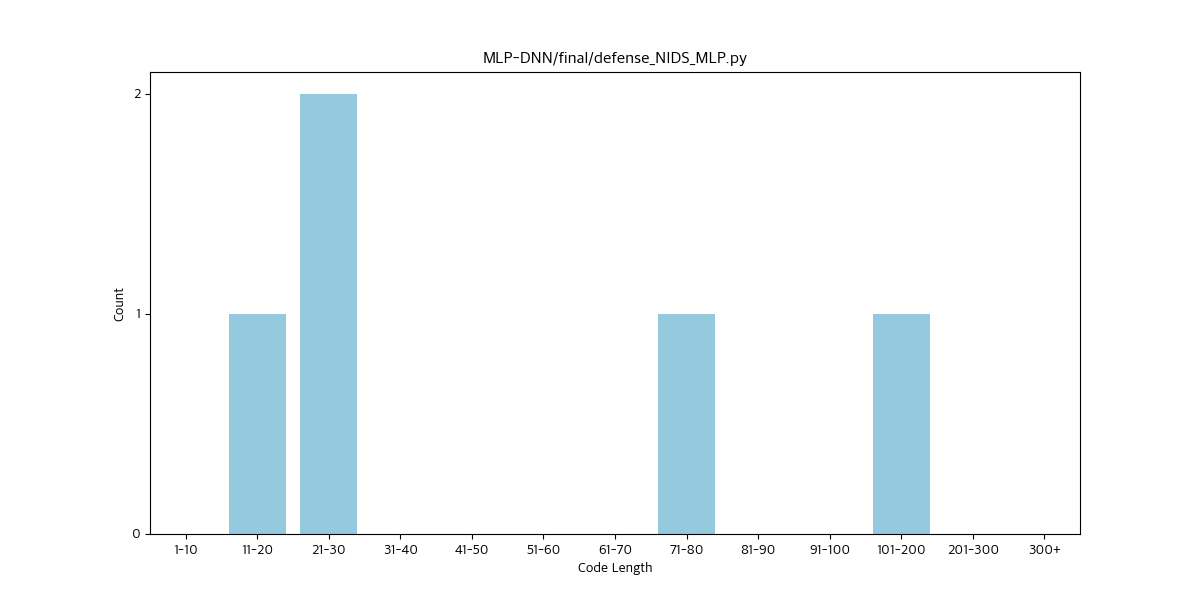 MLP-DNN/final/defense_NIDS_MLP.py
2
1
0
Count
1-10 11-20 21-30 31-40 41-50 51-60 61-70 71-80 81-90 91-100 101-200 201-300 300+
Code Length